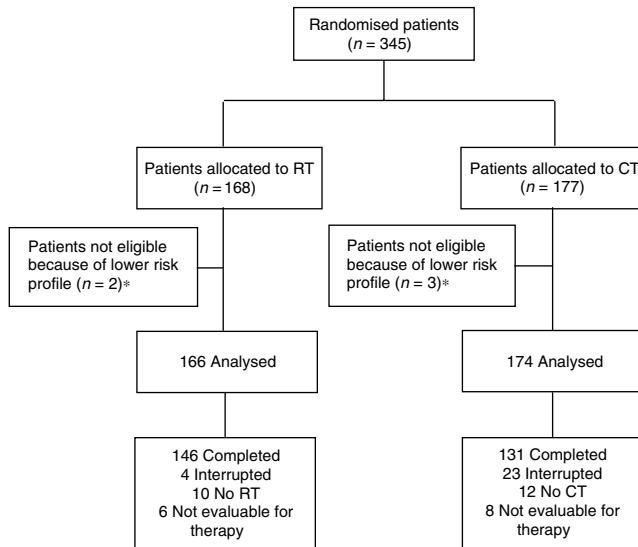 Randomised patients
(n = 345)
Patients allocated to RT
(n = 168)
Patients allocated to CT
(n = 177)
Patients not eligible
because of lower risk
profile (n = 2)*
Patients not eligible
because of lower risk
profile (n = 3)*
166 Analysed
174 Analysed
146 Completed
4 Interrupted
10 No RT
6 Not evaluable for
therapy
131 Completed
23 Interrupted
12 No CT
8 Not evaluable for
therapy